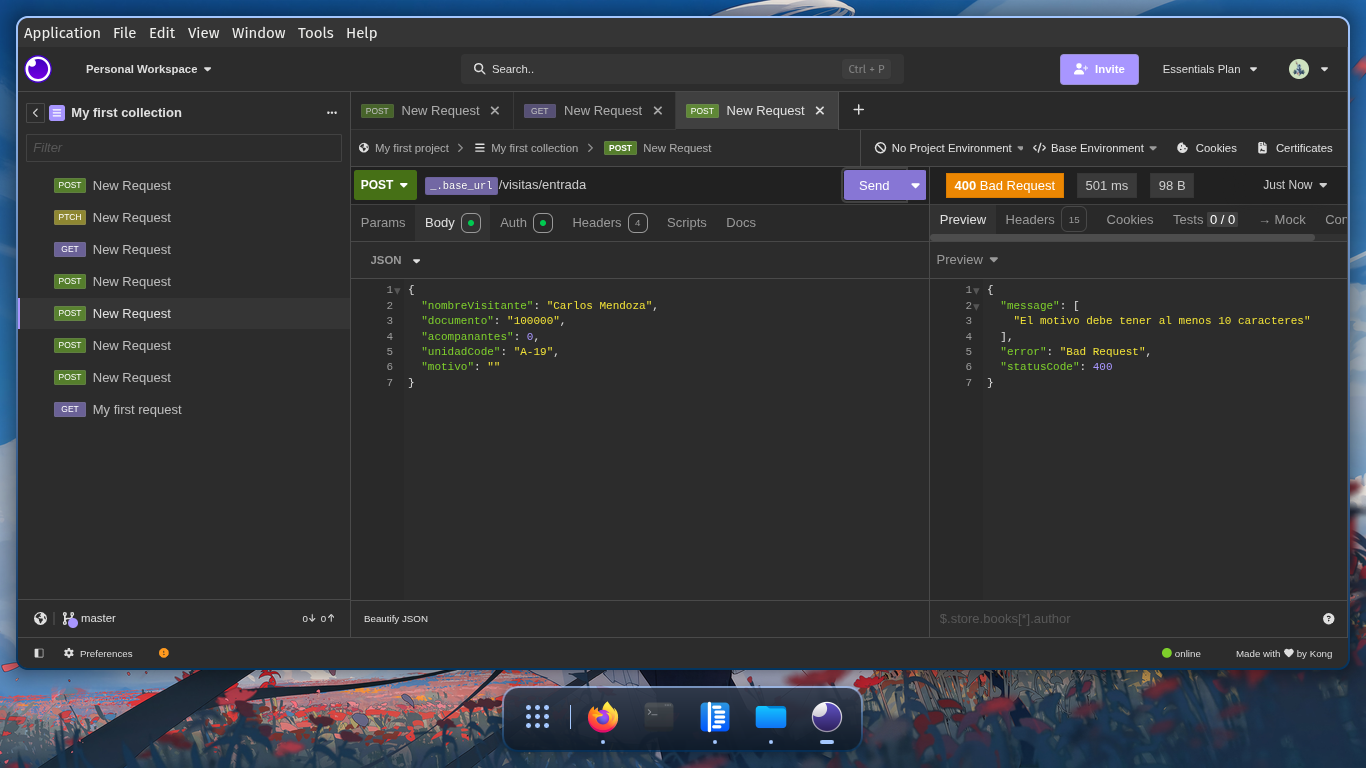 Application File Edit View Window Tools Help
Personal Workspace
Search..
Ctrl + P
Invite
Essentials Plan
My first collection
POST New Request
GET New Request
POST New Request
Filter
My first project
My first collection
POST New Request
No Project Environment
Base Environment
Cookies
Certificates
POST
_.base_url/visitas/entrada
Send
400 Bad Request
501 ms
98 B
Just Now
POST New Request
PTCH New Request
GET New Request
POST New Request
POST New Request
POST New Request
POST New Request
GET My first request
Params Body Auth Headers 4 Scripts Docs
Preview Headers 15 Cookies Tests 0 / 0 → Mock Con
JSON
Preview
1 {
2 "nombreVisitante": "Carlos Mendoza",
3 "documento": "100000",
4 "acompanantes": 0,
5 "unidadCode": "A-19",
6 "motivo": ""
7 }
1 {
2 "message": [
3 "El motivo debe tener al menos 10 caracteres"
4 ],
5 "error": "Bad Request",
6 "statusCode": 400
7 }
master
0↓ 0↑
Beautify JSON
$.store.books[*].author
Preferences
online
Made with ♥ by Kong